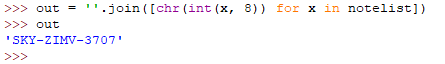 >>> out = ''.join([chr(int(x, 8)) for x in notelist])
>>> out
'SKY-ZIMV-3707'
>>>